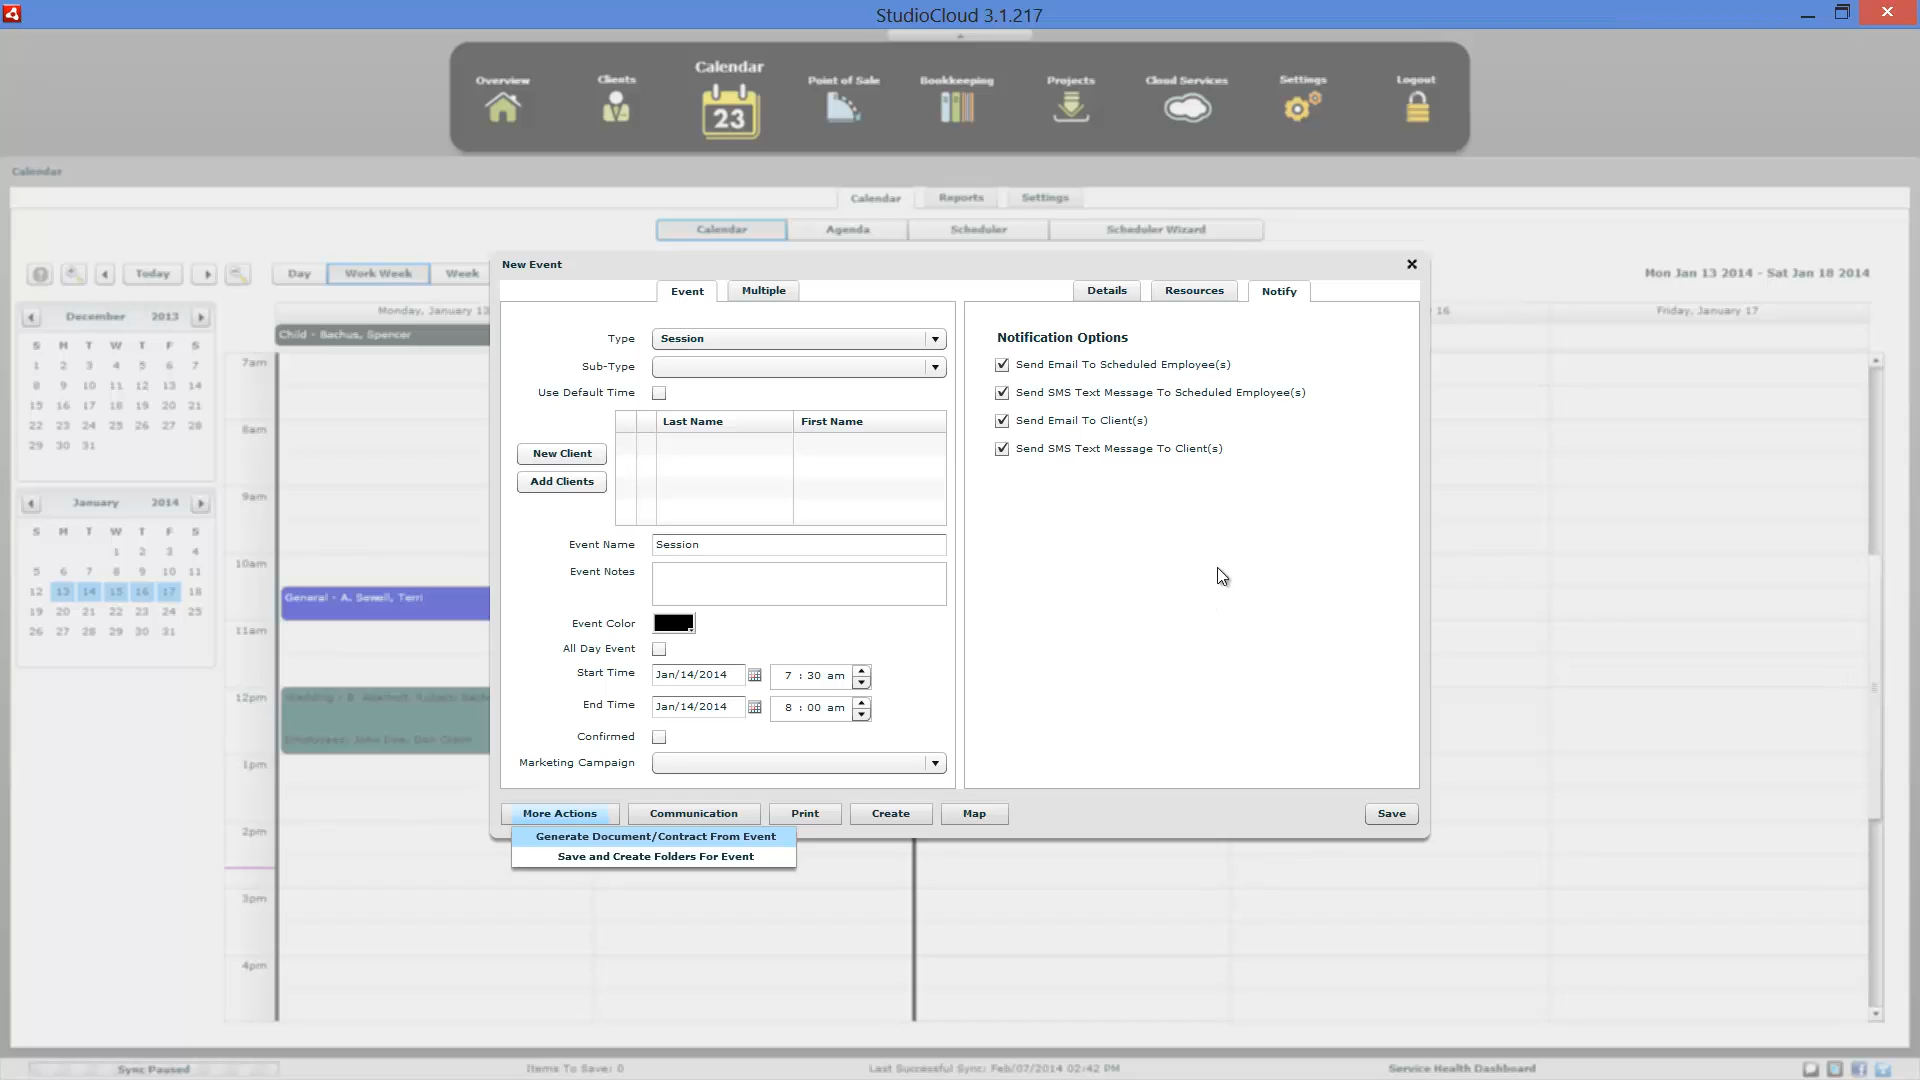 StudioCloud 3.1.217
Overview
Clients
Calendar
23
Point of Sale
Bookkeeping
Projects
Cloud Services
Settings
Logout
Calendar
Calendar Reports Settings
Calendar Agenda Scheduler Scheduler Wizard
Today Day Work Week Week
Mon Jan 13 2014 - Sat Jan 18 2014
December 2013
S M T W T F S
1 2 3 4 5 6 7
8 9 10 11 12 13 14
15 16 17 18 19 20 21
22 23 24 25 26 27 28
29 30 31
January 2014
S M T W T F S
1 2 3 4
5 6 7 8 9 10 11
12 13 14 15 16 17 18
19 20 21 22 23 24 25
26 27 28 29 30 31
Monday, January 13
16
Friday, January 17
Child - Bachus, Spencer
7am
8am
9am
10am
General - A. Sewell, Terri
11am
12pm
Employees: John Doe, Dan Green
1pm
2pm
3pm
4pm
New Event
Event Multiple
Type Session
Sub-Type
Use Default Time
Last Name First Name
New Client
Add Clients
Event Name Session
Event Notes
Event Color
All Day Event
Start Time Jan/14/2014 7 : 30 am
End Time Jan/14/2014 8 : 00 am
Confirmed
Marketing Campaign
Details Resources Notify
Notification Options
Send Email To Scheduled Employee(s)
Send SMS Text Message To Scheduled Employee(s)
Send Email To Client(s)
Send SMS Text Message To Client(s)
More Actions Communication Print Create Map Save
Generate Document/Contract From Event
Save and Create Folders For Event
Sync Paused Items To Save: 0 Last Successful Sync: Feb/07/2014 02:42 PM Service Health Dashboard